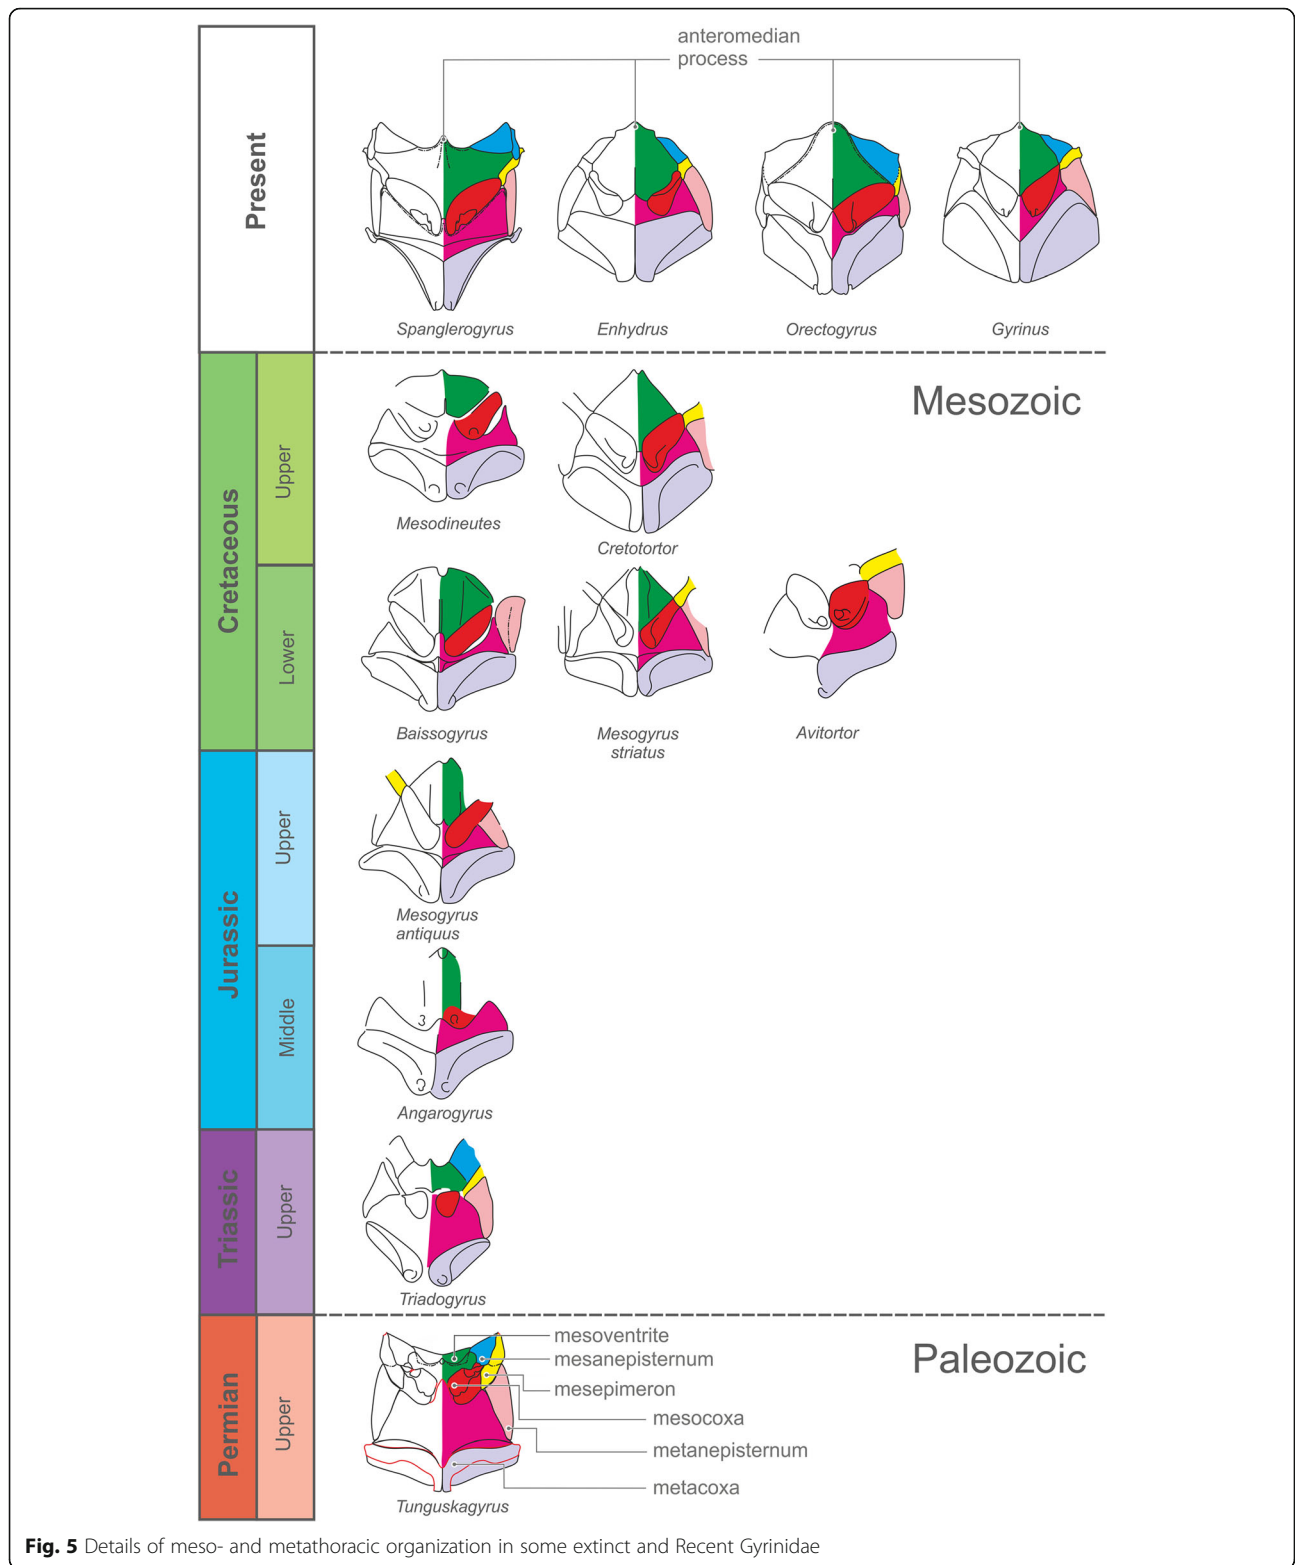 anteromedian
process
Present
Spanglerogyrus
Enhydrus
Orectogyrus
Gyrinus
Mesozoic
Cretaceous
Upper
Mesodineutes
Cretotortor
Lower
Baissogyrus
Mesogyrus
striatus
Avitortor
Jurassic
Upper
Mesogyrus
antiquus
Middle
Angarogyrus
Triassic
Upper
Triadogyrus
Paleozoic
Permian
Upper
mesoventrite
mesanepisternum
mesepimeron
mesocoxa
metanepisternum
metacoxa
Tunguskagyrus
Fig. 5 Details of meso- and metathoracic organization in some extinct and Recent Gyrinidae